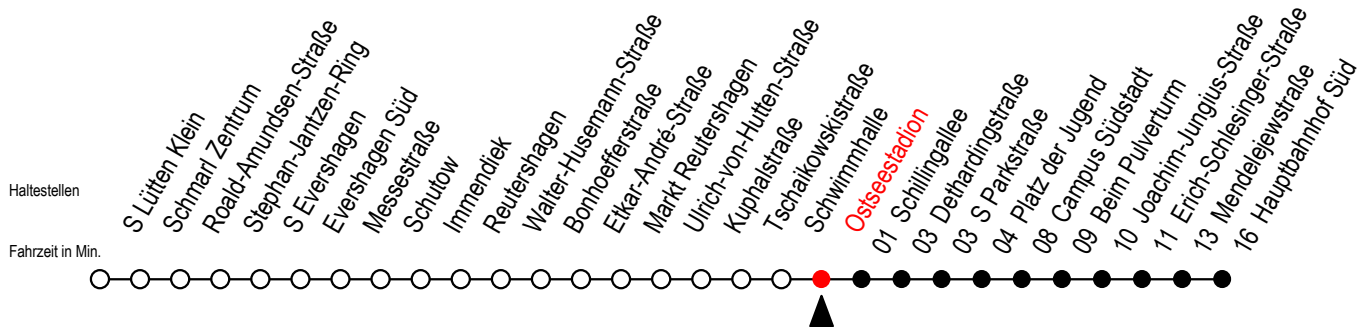 Haltestellen
Fahrzeit in Min.
S Lütten Klein
Schmarl Zentrum
Roald-Amundsen-Straße
Stephan-Jantzen-Ring
S Evershagen
Evershagen Süd
Messestraße
Schutow
Immendiek
Reutershagen
Walter-Husemann-Straße
Bonhoefferstraße
Etkar-André-Straße
Markt Reutershagen
Ulrich-von-Hutten-Straße
Kuphalstraße
Tschaikowskistraße
Schwimmhalle
Ostseestadion
01 Schillingallee
03 Dethardingstraße
03 S Parkstraße
04 Platz der Jugend
08 Campus Südstadt
09 Beim Pulverturm
10 Joachim-Jungius-Straße
11 Erich-Schlesinger-Straße
13 Mendelejewstraße
16 Hauptbahnhof Süd